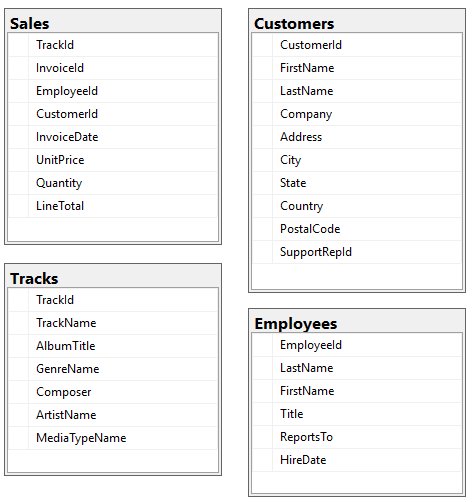 Sales
TrackId
InvoiceId
EmployeeId
CustomerId
InvoiceDate
UnitPrice
Quantity
LineTotal
Customers
CustomerId
FirstName
LastName
Company
Address
City
State
Country
PostalCode
SupportRepId
Tracks
TrackId
TrackName
AlbumTitle
GenreName
Composer
ArtistName
MediaTypeName
Employees
EmployeeId
LastName
FirstName
Title
ReportsTo
HireDate